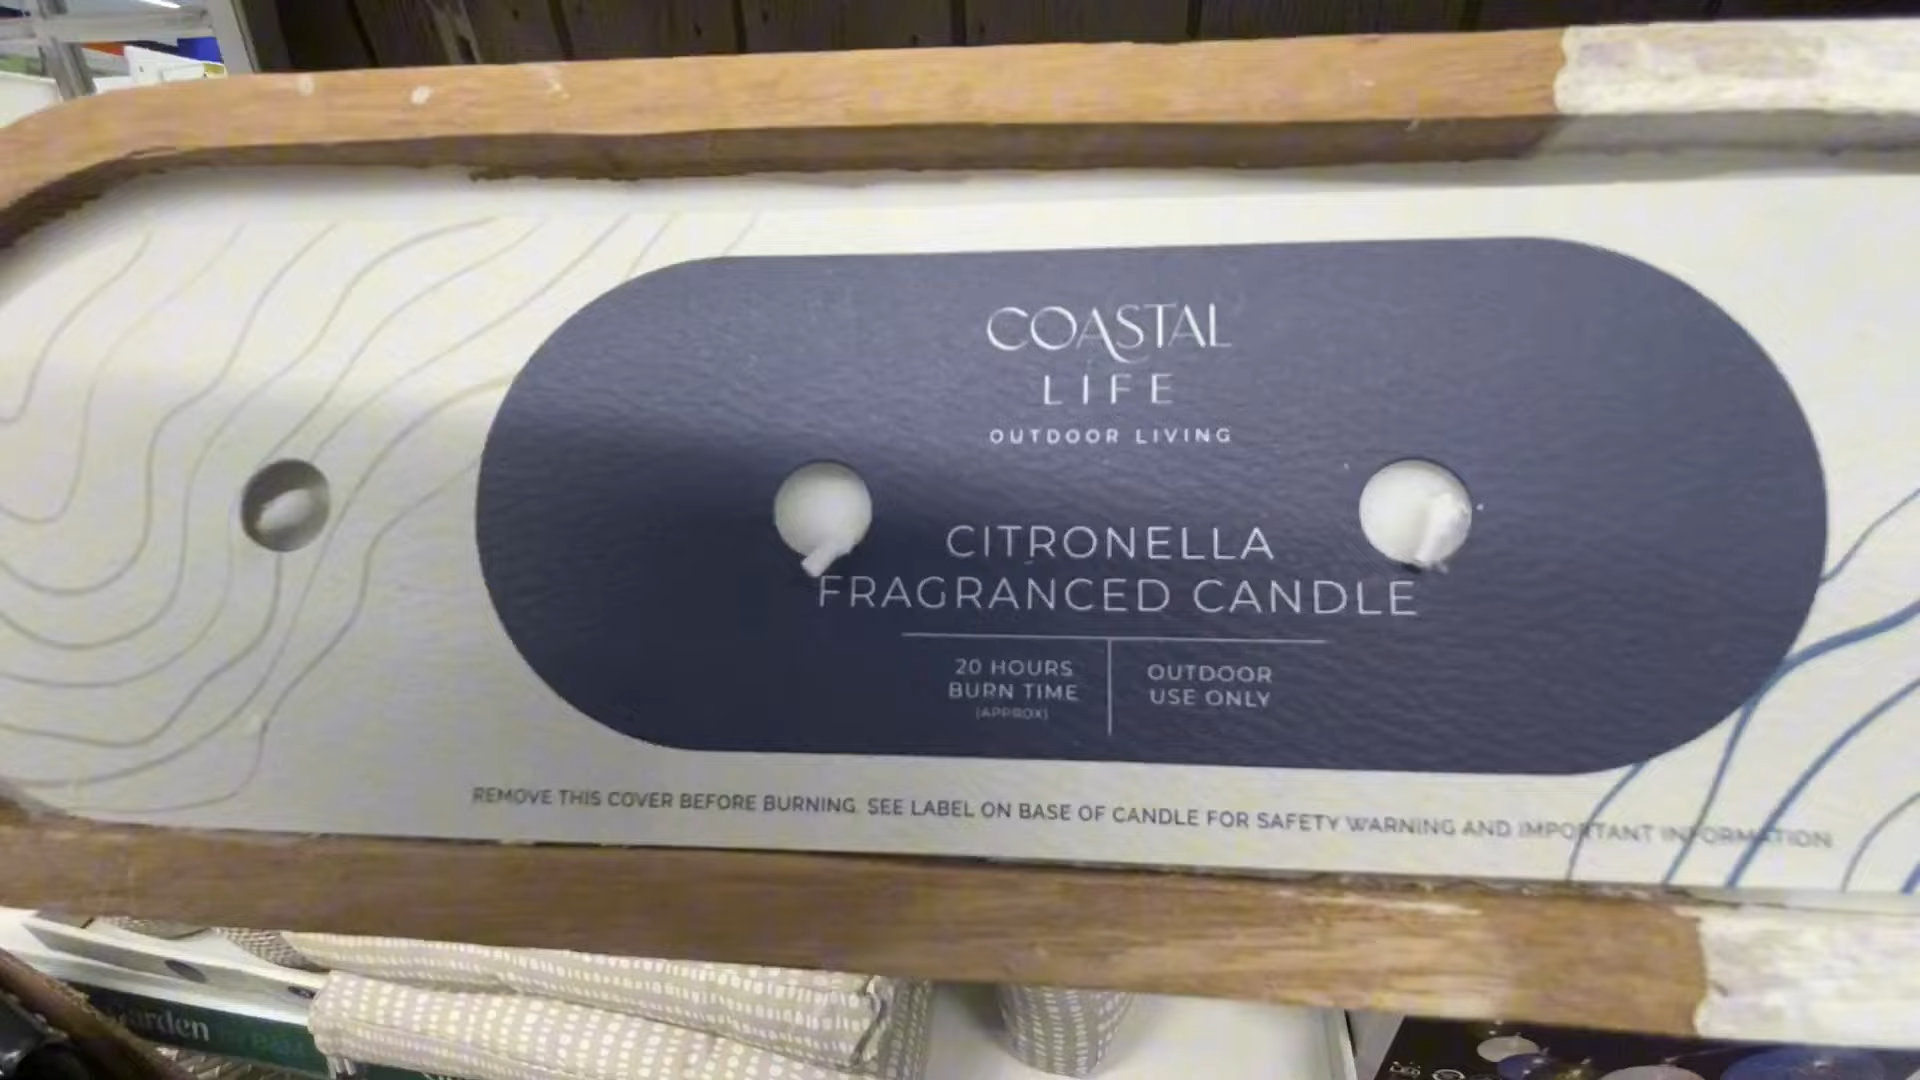 COASTAL
LIFE
OUTDOOR LIVING
CITRONELLA
FRAGRANCED CANDLE
20 HOURS
BURN TIME
(APPROX)
OUTDOOR
USE ONLY
REMOVE THIS COVER BEFORE BURNING. SEE LABEL ON BASE OF CANDLE FOR SAFETY WARNING AND IMPORTANT INFORMATION